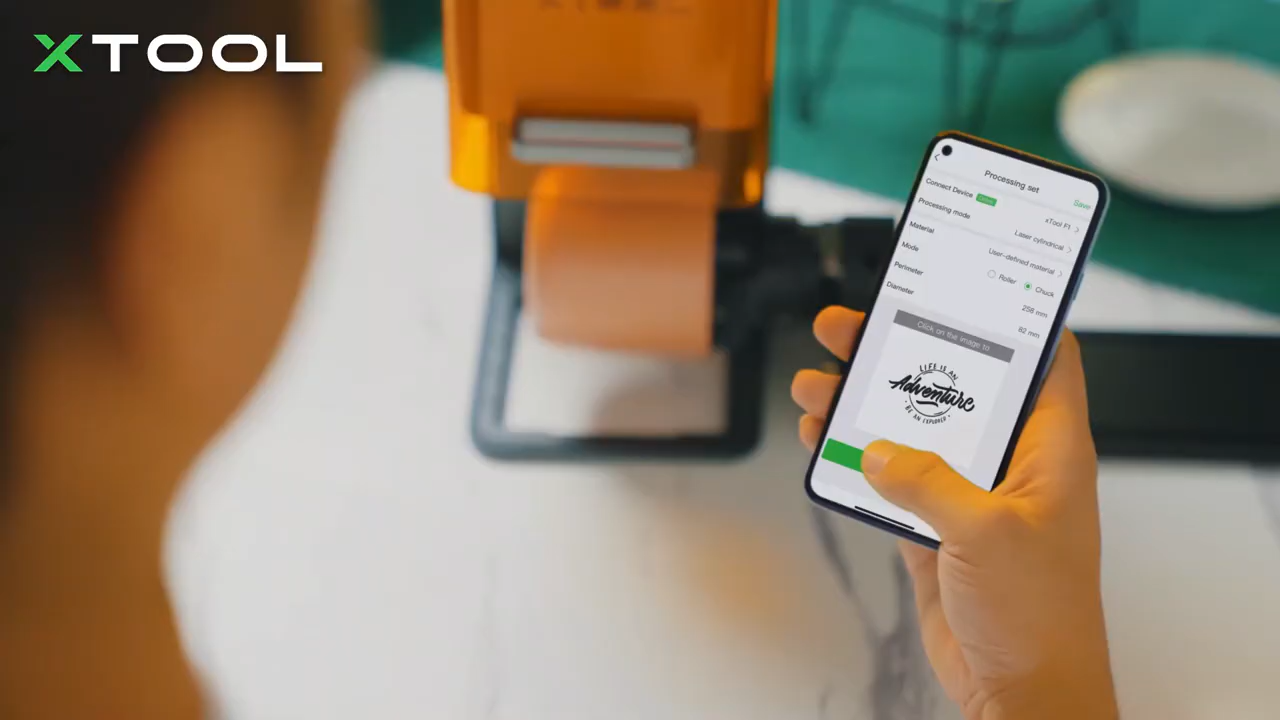 XTOOL
Processing set
Save
Connect Device
xTool F1
Processing mode
Laser cylindrical
Material
User-defined material
Mode
Roller
Chuck
Perimeter
258 mm
Diameter
82 mm
Click on the image to
LIFE IS AN
Adventure
BE AN EXPLORER